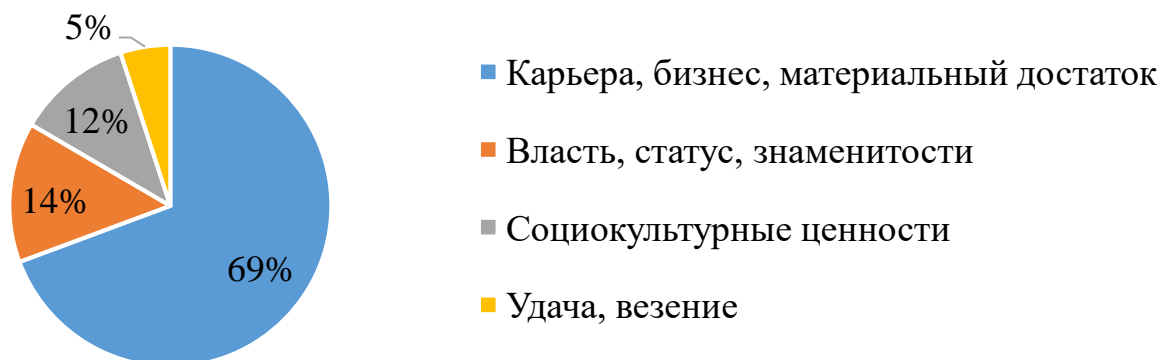 5%
12%
14%
69%
Карьера, бизнес, материальный достаток
Власть, статус, знаменитости
Социокультурные ценности
Удача, везение